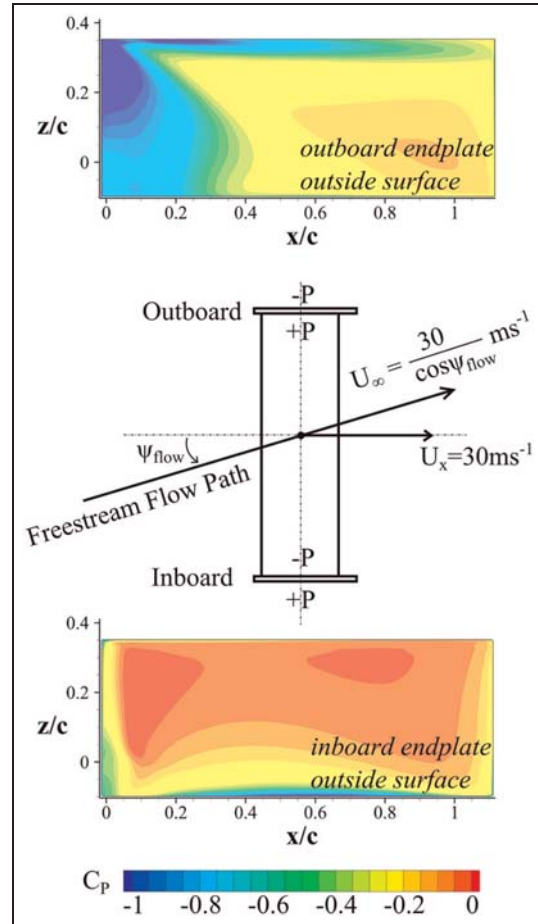 0.4
0.2
z/c
0
outboard endplate
outside surface
0 0.2 0.4 0.6 0.8 1
x/c
-P
Outboard
+P
U∞ = 30/cosψflow ms⁻¹
ψflow
Ux=30ms⁻¹
Freestream Flow Path
-P
Inboard
+P
0.4
0.2
z/c
0
inboard endplate
outside surface
0 0.2 0.4 0.6 0.8 1
x/c
CP
-1 -0.8 -0.6 -0.4 -0.2 0